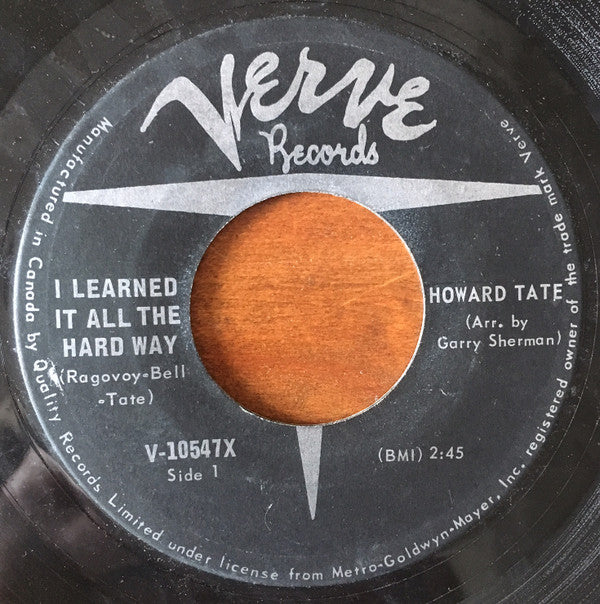 Verve
Records
I LEARNED
IT ALL THE
HARD WAY
(Ragovoy-Bell
-Tate)
V-10547X
Side 1
HOWARD TATE
(Arr. by
Garry Sherman)
(BMI) 2:45
Manufactured in Canada by Quality Records Limited under license from Metro-Goldwyn-Mayer, Inc. registered owner of the trade mark Verve